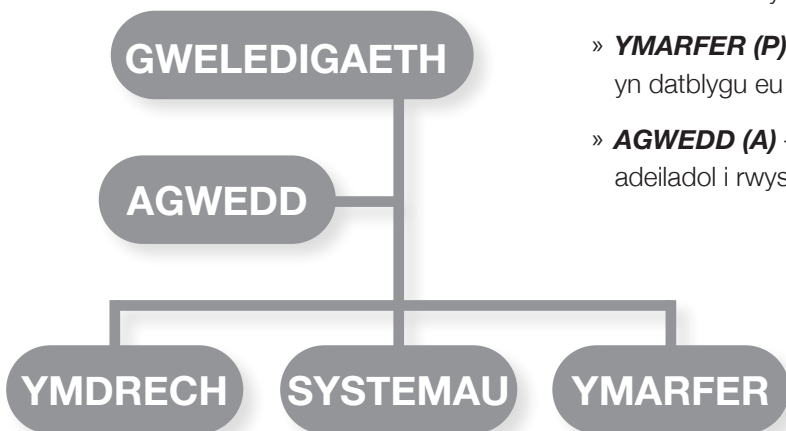 GWELEDIGAETH
AGWEDD
YMDRECH
SYSTEMAU
YMARFER
» YMARFER (P)
yn datblygu eu
» AGWEDD (A)
adeiladol i rwys